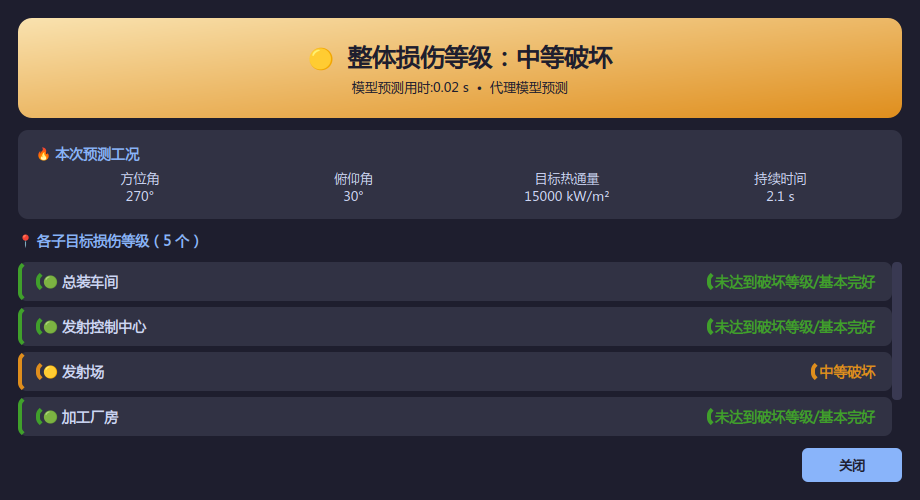 整体损伤等级：中等破坏
模型预测用时:0.02 s • 代理模型预测
本次预测工况
方位角 俯仰角 目标热通量 持续时间
270° 30° 15000 kW/m² 2.1 s
各子目标损伤等级（5 个）
总装车间 未达到破坏等级/基本完好
发射控制中心 未达到破坏等级/基本完好
发射场 中等破坏
加工厂房 未达到破坏等级/基本完好
关闭